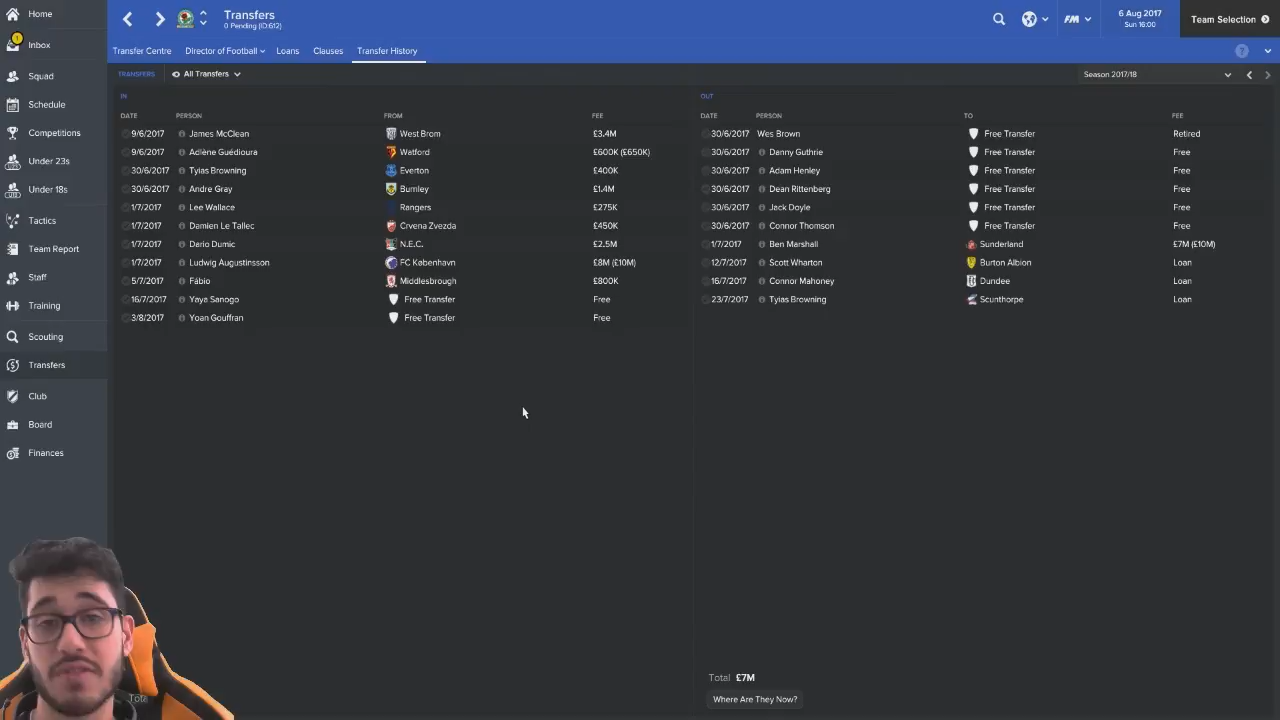 Home
Inbox
1
Squad
Schedule
Competitions
Under 23s
Under 18s
Tactics
Team Report
Staff
Training
Scouting
Transfers
Club
Board
Finances
Transfers
0 Pending (ID:612)
FM
6 Aug 2017
Sun 16:00
Team Selection
Transfer Centre Director of Football Loans Clauses Transfer History
?
TRANSFERS All Transfers Season 2017/18
IN
DATE PERSON FROM FEE
9/6/2017 James McClean West Brom £3.4M
9/6/2017 Adlène Guédioura Watford £600K (£650K)
30/6/2017 Tyias Browning Everton £400K
30/6/2017 Andre Gray Burnley £1.4M
1/7/2017 Lee Wallace Rangers £275K
1/7/2017 Damien Le Tallec Crvena Zvezda £450K
1/7/2017 Dario Dumic N.E.C. £2.5M
1/7/2017 Ludwig Augustinsson FC København £8M (£10M)
5/7/2017 Fábio Middlesbrough £800K
16/7/2017 Yaya Sanogo Free Transfer Free
3/8/2017 Yoan Gouffran Free Transfer Free
OUT
DATE PERSON TO FEE
30/6/2017 Wes Brown Free Transfer Retired
30/6/2017 Danny Guthrie Free Transfer Free
30/6/2017 Adam Henley Free Transfer Free
30/6/2017 Dean Rittenberg Free Transfer Free
30/6/2017 Jack Doyle Free Transfer Free
30/6/2017 Connor Thomson Free Transfer Free
1/7/2017 Ben Marshall Sunderland £7M (£10M)
12/7/2017 Scott Wharton Burton Albion Loan
16/7/2017 Connor Mahoney Dundee Loan
23/7/2017 Tyias Browning Scunthorpe Loan
Total £7M
Where Are They Now?